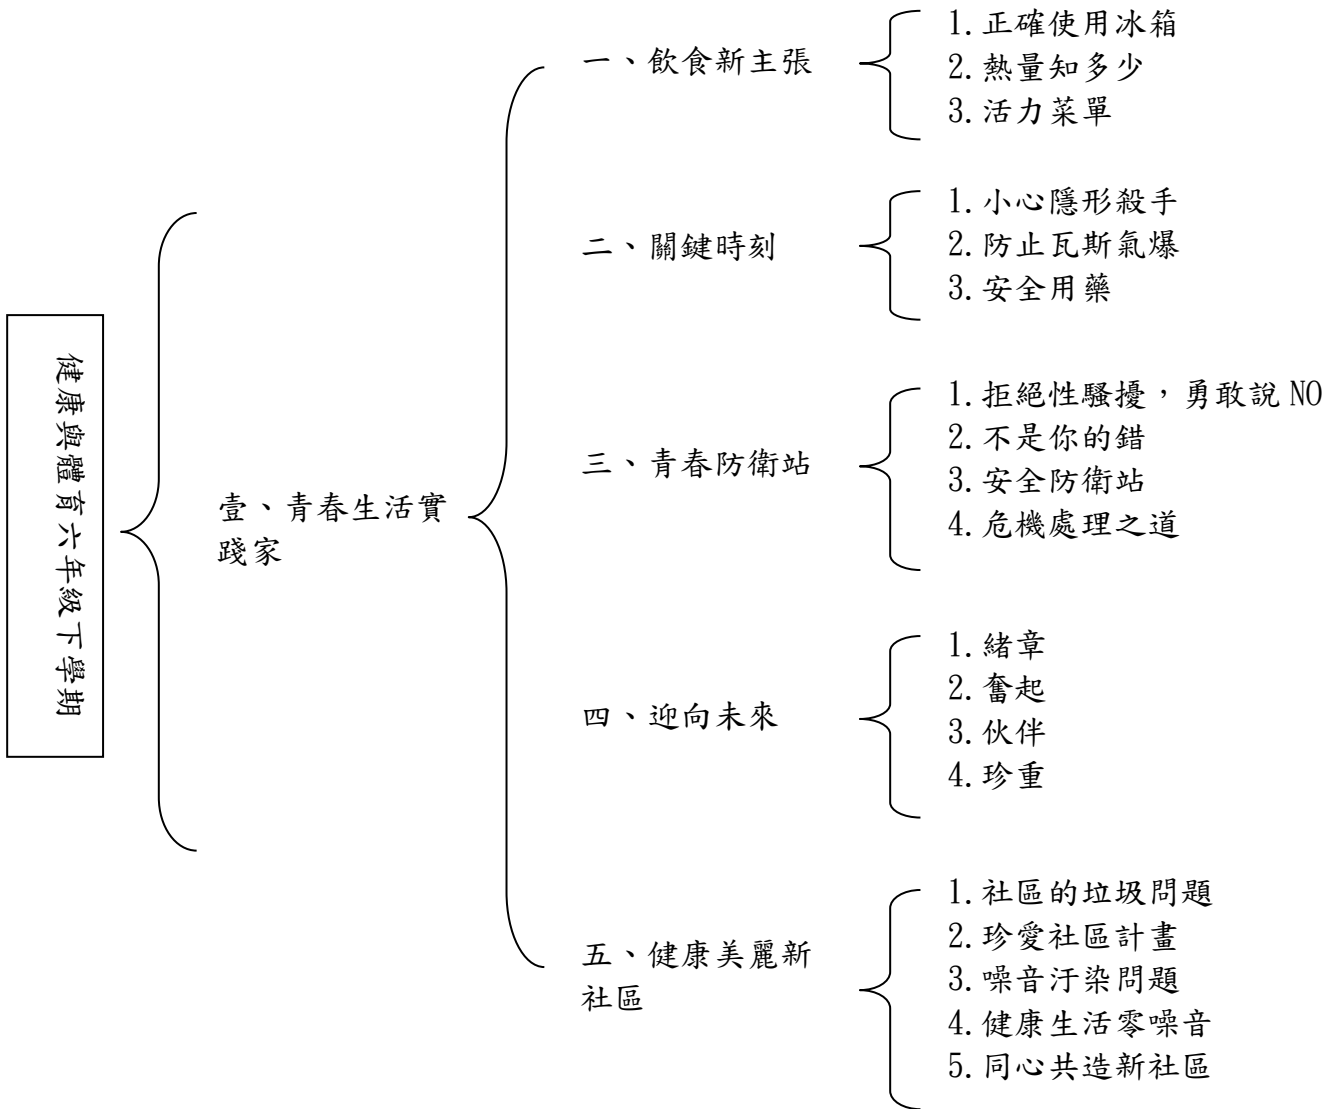 健康與體育六年級下學期
壹、青春生活實
踐家
一、飲食新主張
1.正確使用冰箱
2.熱量知多少
3.活力菜單
二、關鍵時刻
1.小心隱形殺手
2.防止瓦斯氣爆
3.安全用藥
三、青春防衛站
1.拒絕性騷擾，勇敢說 NO
2.不是你的錯
3.安全防衛站
4.危機處理之道
四、迎向未來
1.緒章
2.奮起
3.伙伴
4.珍重
五、健康美麗新
社區
1.社區的垃圾問題
2.珍愛社區計畫
3.噪音汙染問題
4.健康生活零噪音
5.同心共造新社區